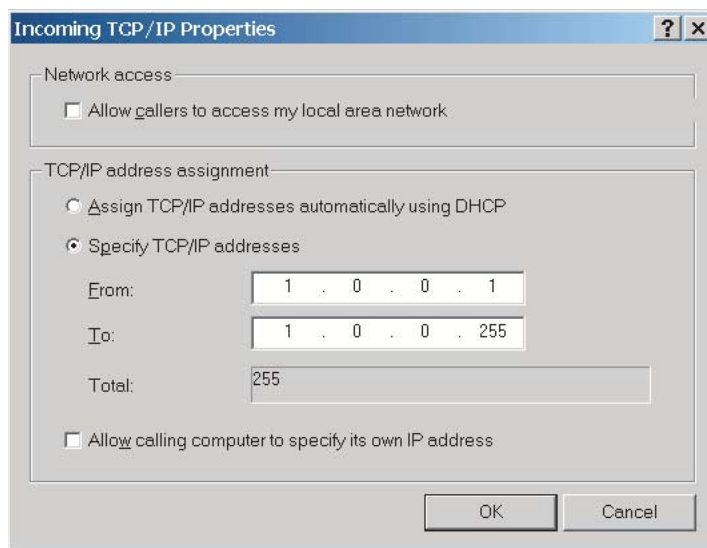 Incoming TCP/IP Properties
Network access
Allow callers to access my local area network
TCP/IP address assignment
Assign TCP/IP addresses automatically using DHCP
Specify TCP/IP addresses
From: 1 . 0 . 0 . 1
To: 1 . 0 . 0 . 255
Total: 255
Allow calling computer to specify its own IP address
OK Cancel